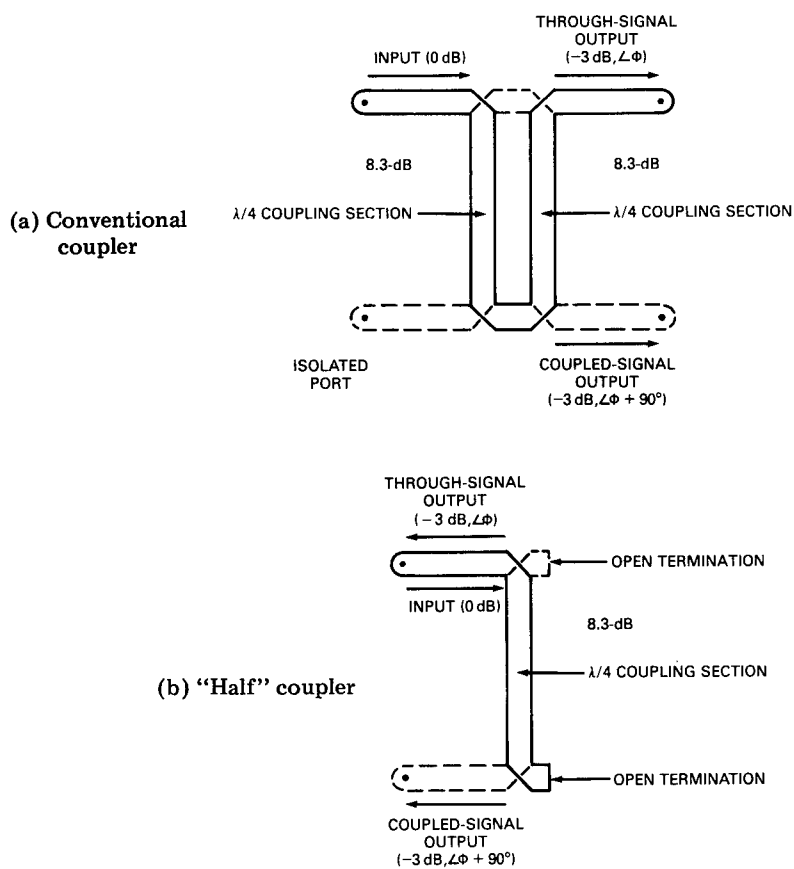 THROUGH-SIGNAL
OUTPUT
(−3 dB,∠Φ)
INPUT (0 dB)
8.3-dB
8.3-dB
(a) Conventional
coupler
λ/4 COUPLING SECTION
λ/4 COUPLING SECTION
ISOLATED
PORT
COUPLED-SIGNAL
OUTPUT
(−3 dB,∠Φ + 90°)
THROUGH-SIGNAL
OUTPUT
(−3 dB,∠Φ)
OPEN TERMINATION
INPUT (0 dB)
8.3-dB
(b) “Half” coupler
λ/4 COUPLING SECTION
OPEN TERMINATION
COUPLED-SIGNAL
OUTPUT
(−3 dB,∠Φ + 90°)